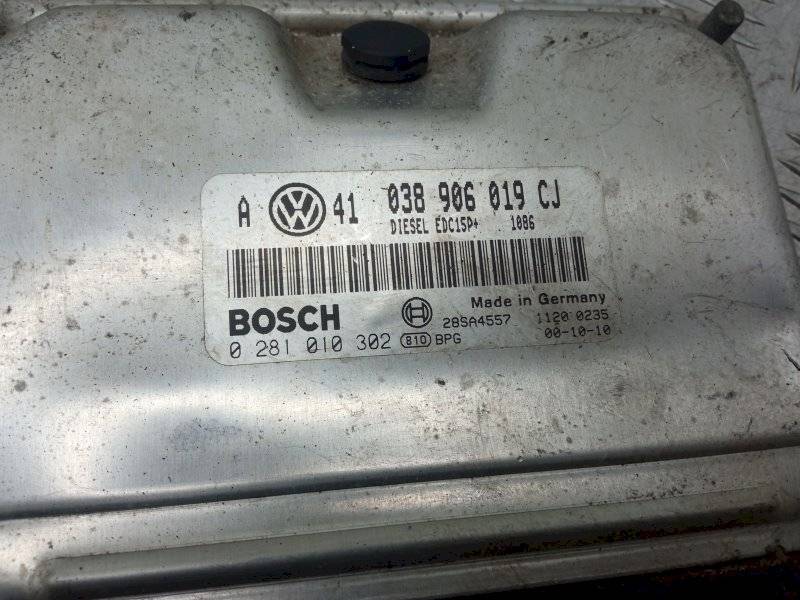 A VW 41 038 906 019 CJ
DIESEL EDC15P+ 1086
BOSCH Made in Germany
28SA4557 1120 0235
0 281 010 302 810 BPG 00-10-10